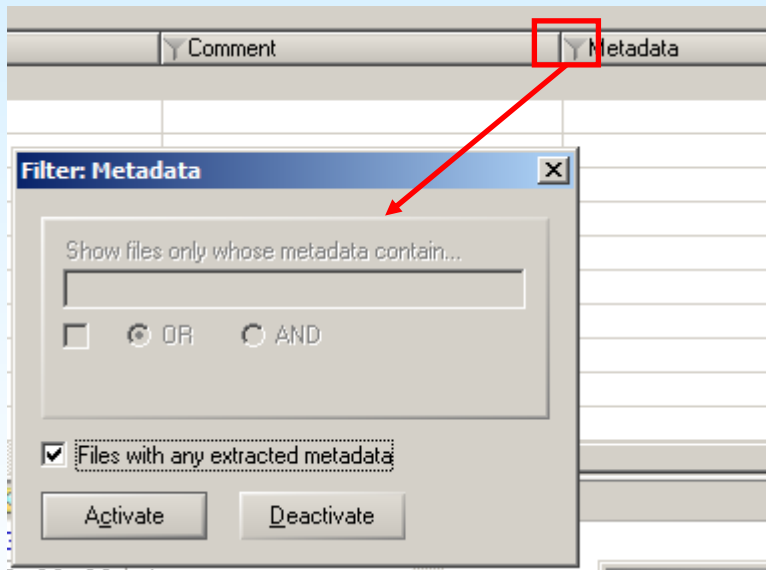 Comment
Metadata
Filter: Metadata
Show files only whose metadata contain...
OR AND
Files with any extracted metadata
Activate Deactivate